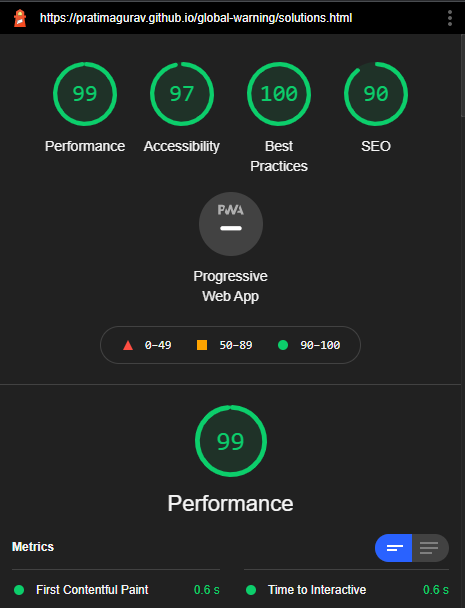 https://pratimagurav.github.io/global-warning/solutions.html
99 97 100 90
Performance Accessibility Best Practices SEO
PWA
Progressive
Web App
0–49 50–89 90–100
99
Performance
Metrics
First Contentful Paint 0.6 s Time to Interactive 0.6 s